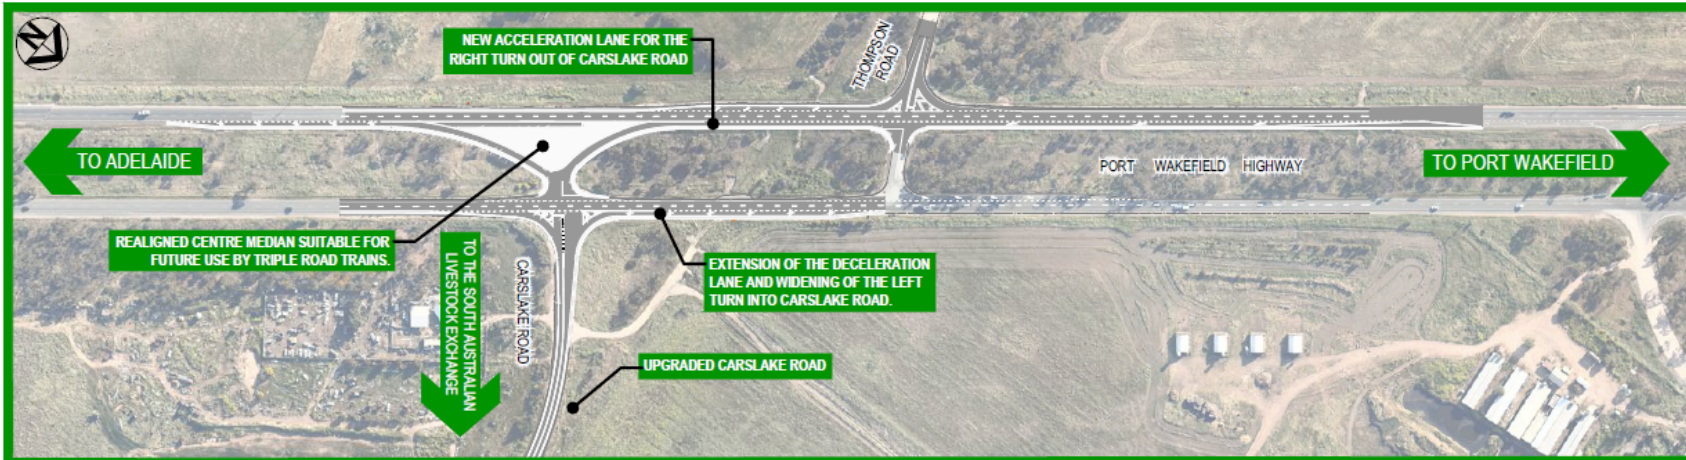 N
NEW ACCELERATION LANE FOR THE
RIGHT TURN OUT OF CARSLAKE ROAD
THOMPSON
ROAD
TO ADELAIDE
PORT WAKEFIELD HIGHWAY
TO PORT WAKEFIELD
REALIGNED CENTRE MEDIAN SUITABLE FOR
FUTURE USE BY TRIPLE ROAD TRAINS.
TO THE SOUTH AUSTRALIAN
LIVESTOCK EXCHANGE
CARSLAKE ROAD
EXTENSION OF THE DECELERATION
LANE AND WIDENING OF THE LEFT
TURN INTO CARSLAKE ROAD.
UPGRADED CARSLAKE ROAD